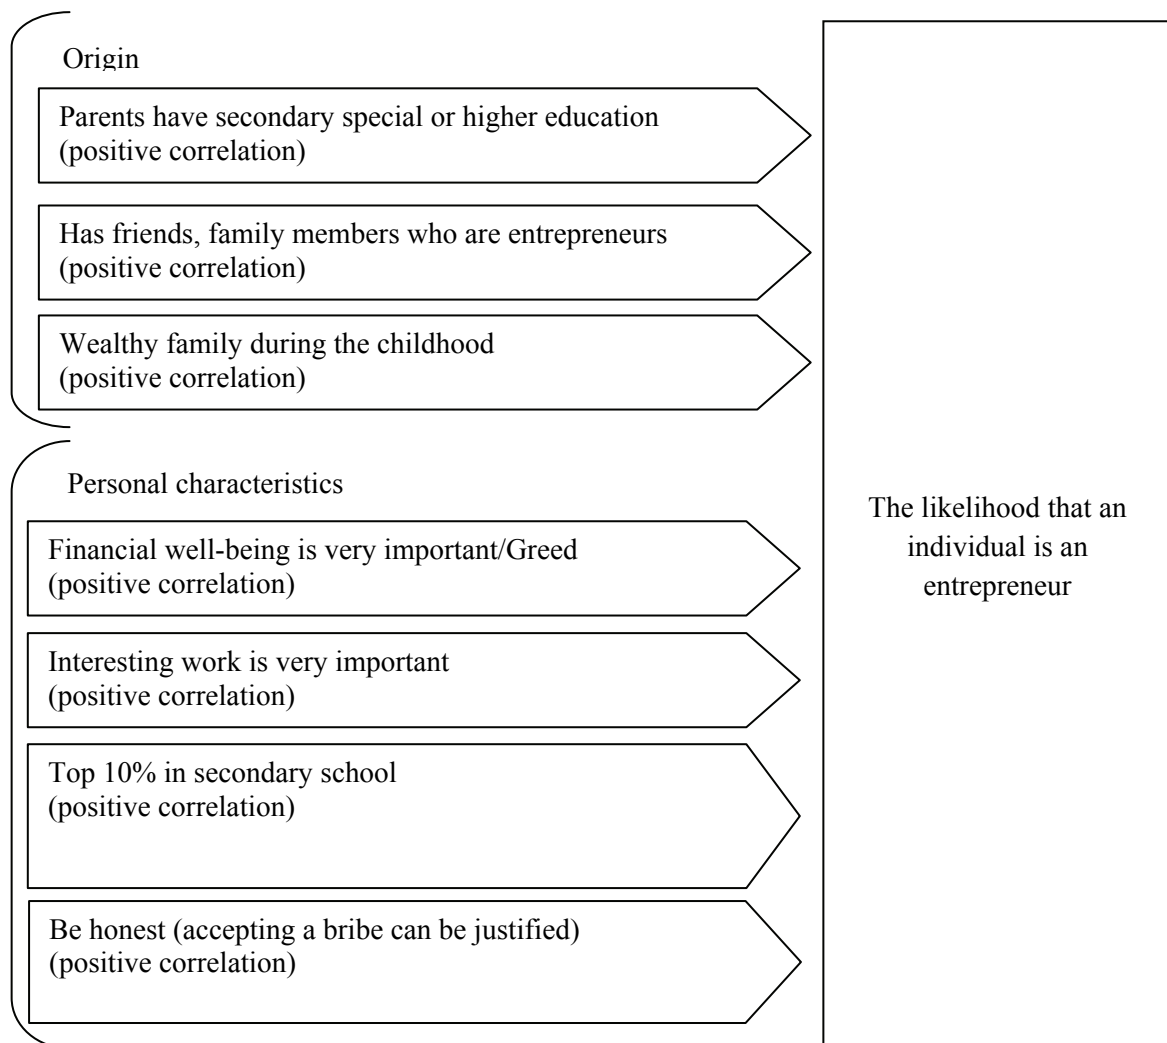 Origin
Parents have secondary special or higher education
(positive correlation)
Has friends, family members who are entrepreneurs
(positive correlation)
Wealthy family during the childhood
(positive correlation)
Personal characteristics
Financial well-being is very important/Greed
(positive correlation)
Interesting work is very important
(positive correlation)
Top 10% in secondary school
(positive correlation)
Be honest (accepting a bribe can be justified)
(positive correlation)
The likelihood that an
individual is an
entrepreneur